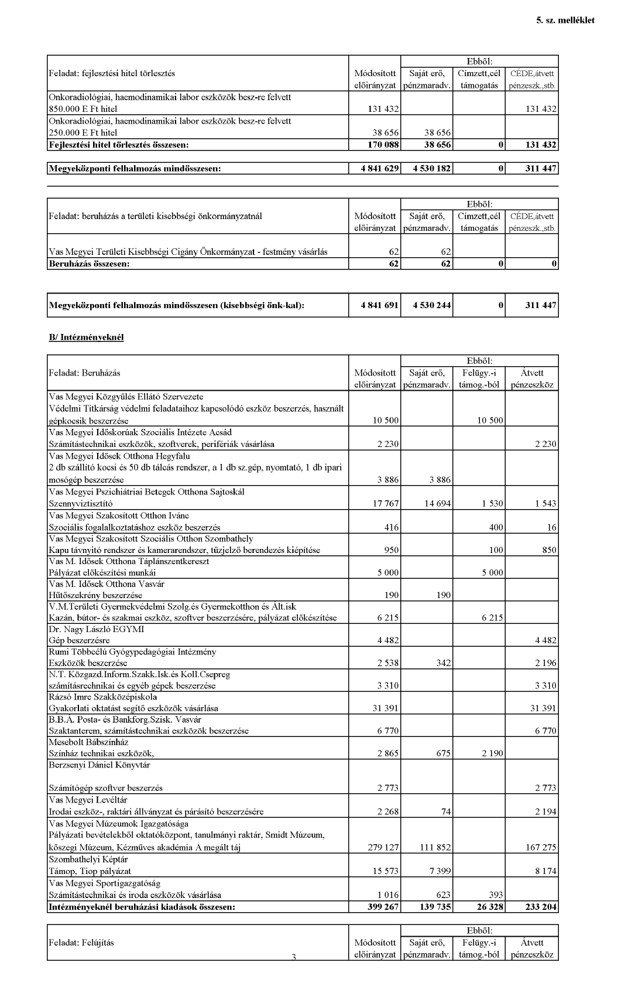 5. sz. melléklet
Ebből:
Feladat: fejlesztési hitel törlesztés Módosított Saját erő, Címzett,cél CÉDE,átvett
előirányzat pénzmaradv. támogatás pénzeszk.,stb.
Onkoradiológiai, haemodinamikai labor eszközök besz-re felvett
850.000 E Ft hitel 131 432 131 432
Onkoradiológiai, haemodinamikai labor eszközök besz-re felvett
250.000 E Ft hitel 38 656 38 656
Fejlesztési hitel törlesztés összesen: 170 088 38 656 0 131 432
Megyeközponti felhalmozás mindösszesen: 4 841 629 4 530 182 0 311 447
Ebből:
Feladat: beruházás a területi kisebbségi önkormányzatnál Módosított Saját erő, Címzett,cél CÉDE,átvett
előirányzat pénzmaradv. támogatás pénzeszk.,stb.
Vas Megyei Területi Kisebbségi Cigány Önkormányzat - festmény vásárlás 62 62
Beruházás összesen: 62 62 0 0
Megyeközponti felhalmozás mindösszesen (kisebbségi önk-kal): 4 841 691 4 530 244 0 311 447
B/ Intézményeknél
Ebből:
Feladat: Beruházás Módosított Saját erő, Felügy.-i Átvett
előirányzat pénzmaradv. támog.-ból pénzeszköz
Vas Megyei Közgyűlés Ellátó Szervezete
Védelmi Titkárság védelmi feladataihoz kapcsolódó eszköz beszerzés, használt
gépkocsik beszerzése 10 500 10 500
Vas Megyei Időskorúak Szociális Intézete Acsád
Számítástechnikai eszközök, szoftverek, perifériák vásárlása 2 230 2 230
Vas Megyei Idősek Otthona Hegyfalu
2 db szállító kocsi és 50 db tálcás rendszer, a 1 db sz.gép, nyomtató, 1 db ipari
mosógép beszerzése 3 886 3 886
Vas Megyei Pszichiátriai Betegek Otthona Sajtoskál
Szennyviztisztító 17 767 14 694 1 530 1 543
Vas Megyei Szakosított Otthon Ivánc
Szociális fogalalkoztatáshoz eszköz beszerzés 416 400 16
Vas Megyei Szakosított Szociális Otthon Szombathely
Kapu távnyitó rendszer és kamerarendszer, tűzjelző berendezés kiépítése 950 100 850
Vas M. Idősek Otthona Táplánszentkereszt
Pályázat előkészítési munkái 5 000 5 000
Vas M. Idősek Otthona Vasvár
Hűtőszekrény beszerzése 190 190
V.M.Területi Gyermekvédelmi Szolg.és Gyermekotthon és Ált.isk
Kazán, bútor- és szakmai eszköz, szoftver beszerzésére, pályázat előkészítése 6 215 6 215
Dr. Nagy László EGYMI
Gép beszerzésre 4 482 4 482
Rumi Többcélú Gyógypedagógiai Intézmény
Eszközök beszerzése 2 538 342 2 196
N.T. Közgazd.Inform.Szakk.Isk.és Koll.Csepreg
számításrechnikai és egyéb gépek beszerzése 3 310 3 310
Rázsó Imre Szakközépiskola
Gyakorlati oktatást segítő eszközök vásárlása 31 391 31 391
B.B.Á. Posta- és Bankforg.Szisk. Vasvár
Szaktanterem, számítástechnikai eszközök beszerzése 6 770 6 770
Mesebolt Bábszínház
Színház technikai eszközök, 2 865 675 2 190
Berzsenyi Dániel Könyvtár
Számítógép szoftver beszerzés 2 773 2 773
Vas Megyei Levéltár
Irodai eszköz-, raktári állványzat és párásító beszerzésére 2 268 74 2 194
Vas Megyei Múzeumok Igazgatósága
Pályázati bevételekből oktatóközpont, tanulmányi raktár, Smidt Múzeum,
kőszegi Múzeum, Kézműves akadémia A megált táj 279 127 111 852 167 275
Szombathelyi Képtár
Támop, Tiop pályázat 15 573 7 399 8 174
Vas Megyei Sportigazgatóság
Számítástechnikai és iroda eszközök vásárlása 1 016 623 393
Intézményeknél beruházási kiadások összesen: 399 267 139 735 26 328 233 204
Ebből:
Feladat: Felújítás Módosított Saját erő, Felügy.-i Átvett
előirányzat pénzmaradv. támog.-ból pénzeszköz
3